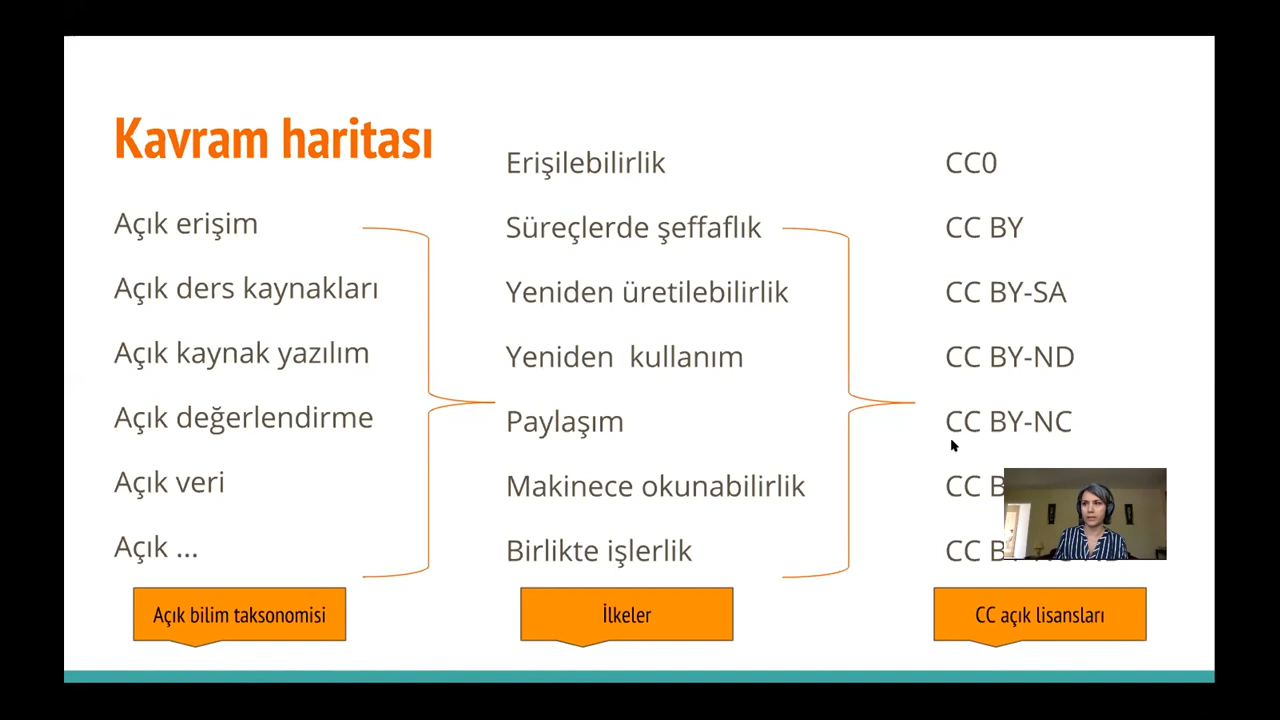 Kavram haritası
Açık erişim
Açık ders kaynakları
Açık kaynak yazılım
Açık değerlendirme
Açık veri
Açık ...
Açık bilim taksonomisi
Erişilebilirlik
Süreçlerde şeffaflık
Yeniden üretilebilirlik
Yeniden kullanım
Paylaşım
Makinece okunabilirlik
Birlikte işlerlik
İlkeler
CC0
CC BY
CC BY-SA
CC BY-ND
CC BY-NC
CC
CC
CC açık lisansları